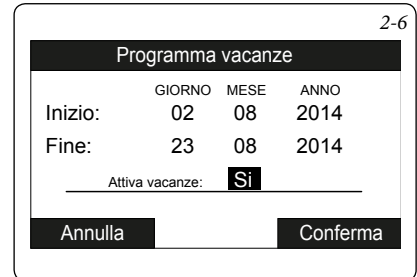 2-6
Programma vacanze
GIORNO MESE ANNO
Inizio: 02 08 2014
Fine: 23 08 2014
Attiva vacanze: Si
Annulla Conferma